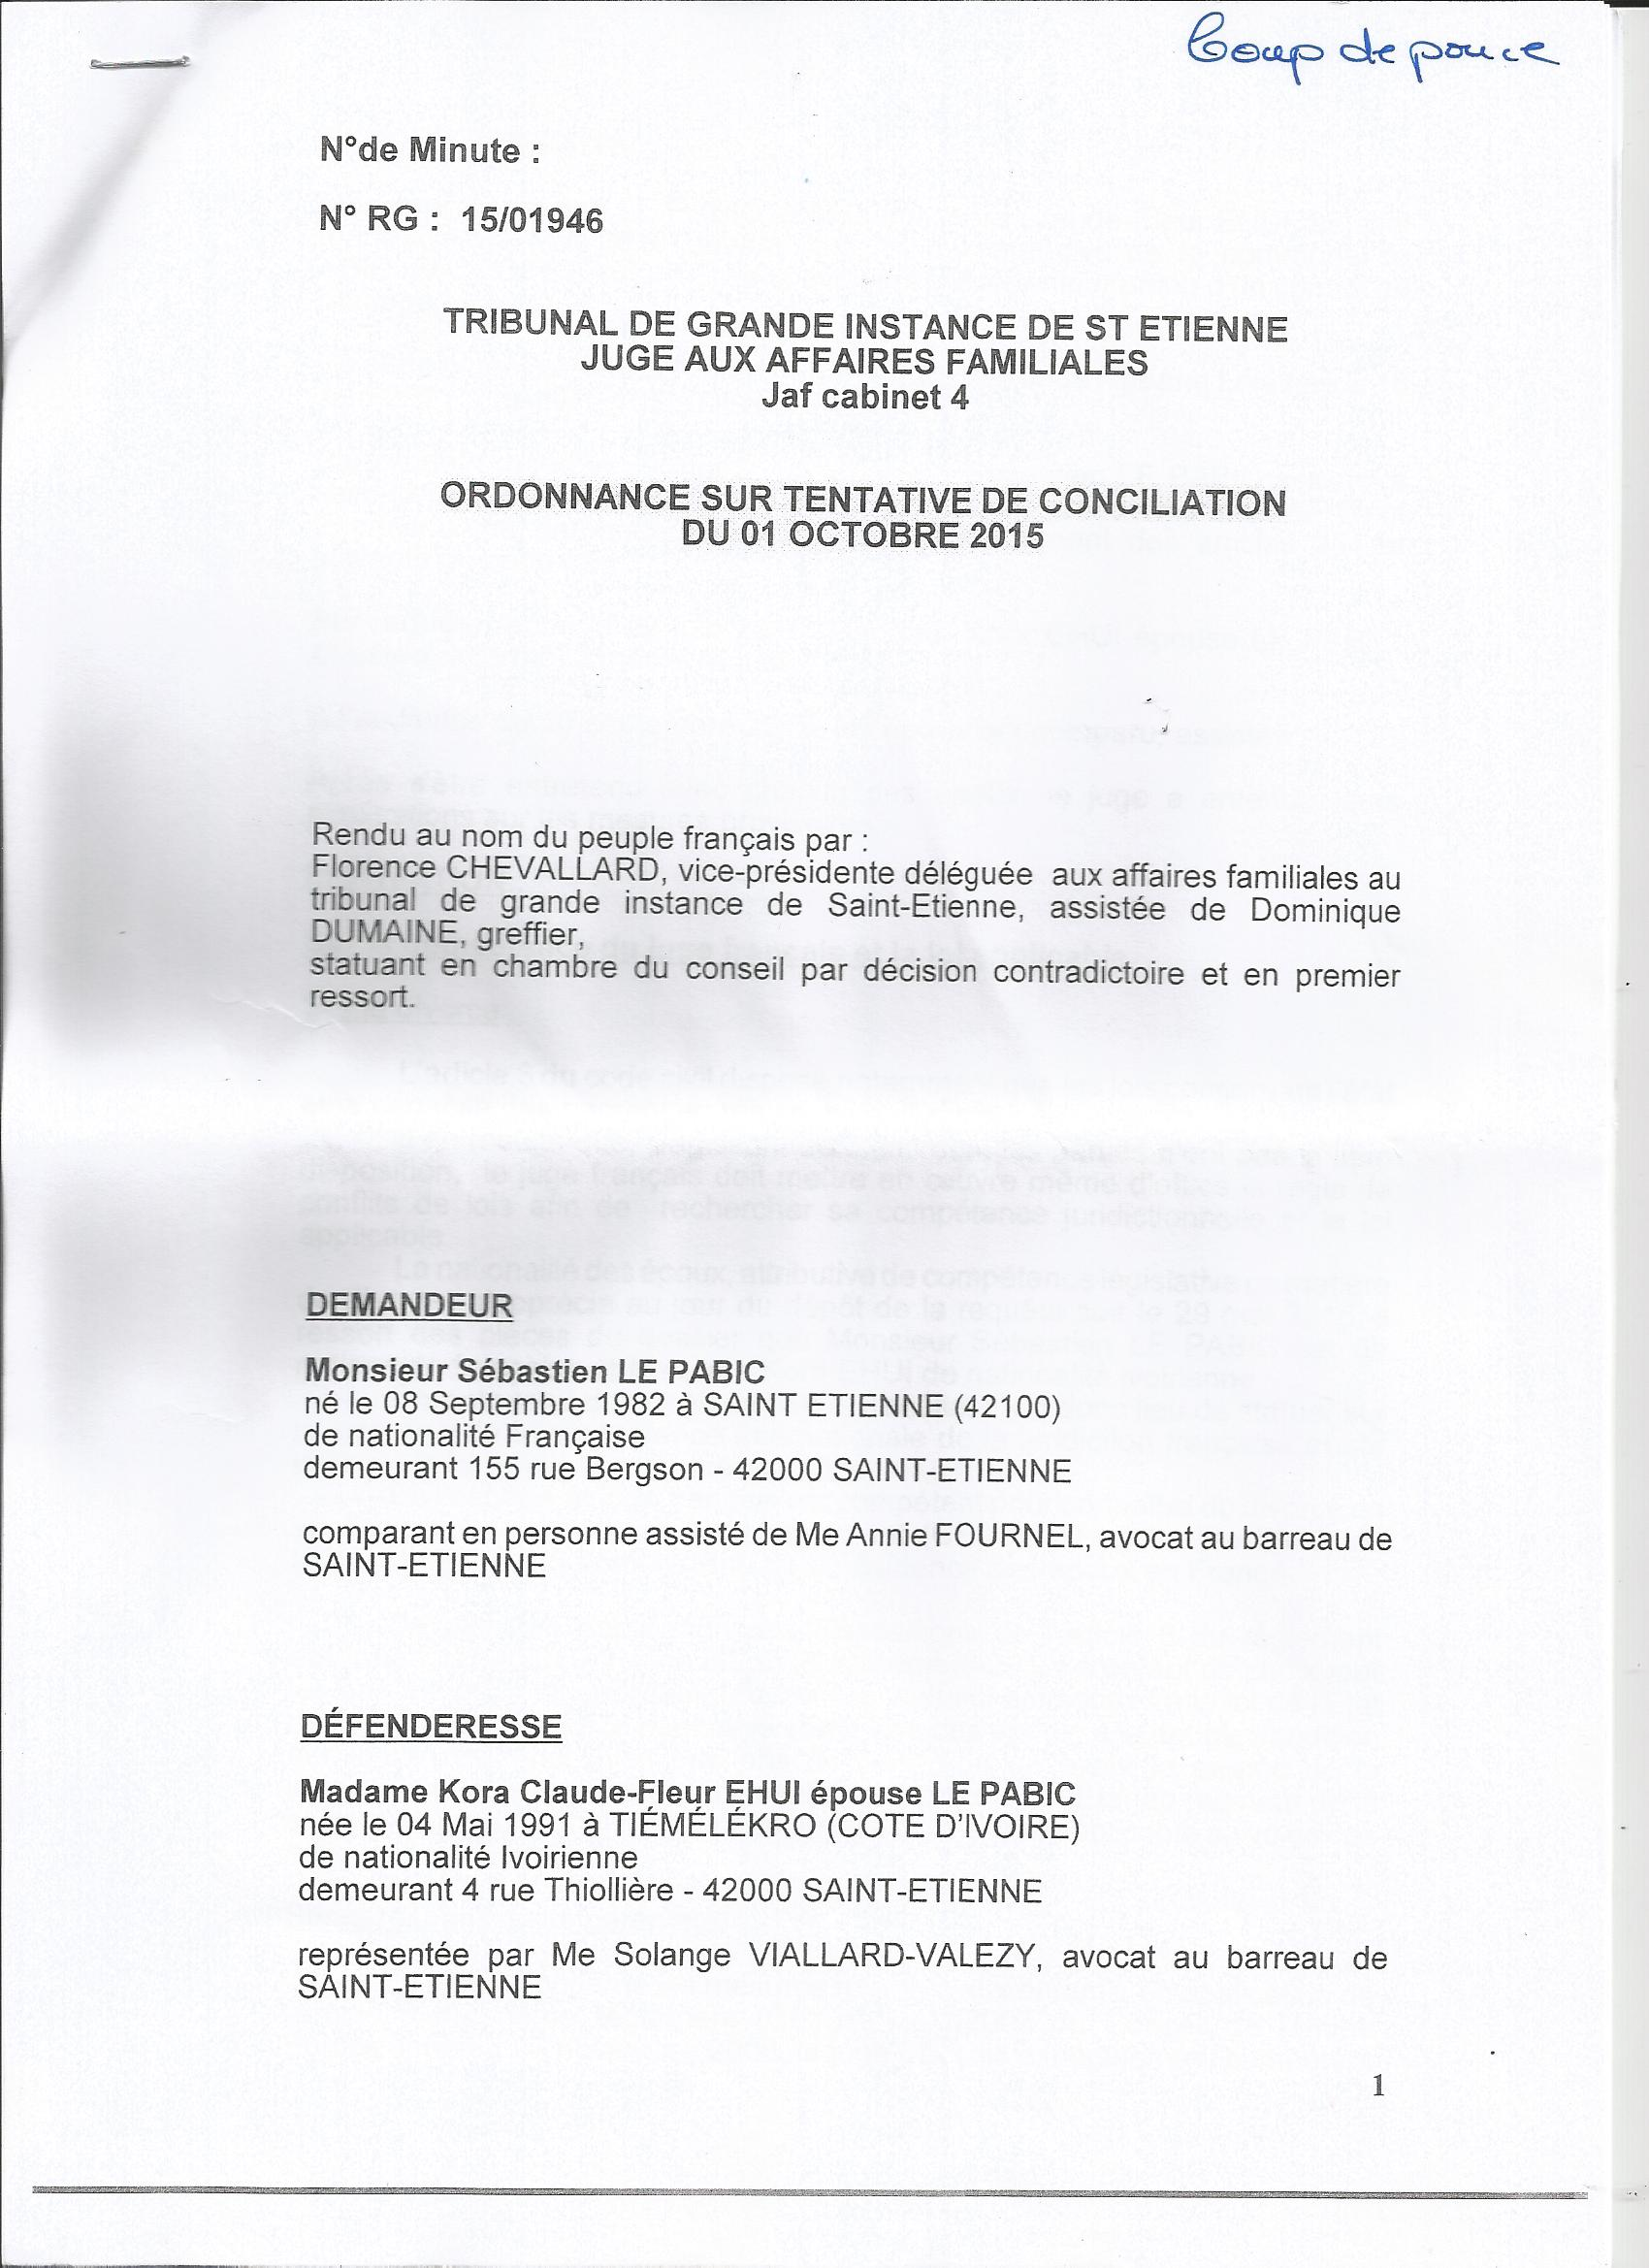 Coup de pouce
N°de Minute :
N° RG : 15/01946
TRIBUNAL DE GRANDE INSTANCE DE ST ETIENNE
JUGE AUX AFFAIRES FAMILIALES
Jaf cabinet 4
ORDONNANCE SUR TENTATIVE DE CONCILIATION
DU 01 OCTOBRE 2015
Rendu au nom du peuple français par :
Florence CHEVALLARD, vice-présidente déléguée aux affaires familiales au
tribunal de grande instance de Saint-Etienne, assistée de Dominique
DUMAINE, greffier,
statuant en chambre du conseil par décision contradictoire et en premier
ressort.
DEMANDEUR
Monsieur Sébastien LE PABIC
né le 08 Septembre 1982 à SAINT ETIENNE (42100)
de nationalité Française
demeurant 155 rue Bergson - 42000 SAINT-ETIENNE
comparant en personne assisté de Me Annie FOURNEL, avocat au barreau de
SAINT-ETIENNE
DÉFENDERESSE
Madame Kora Claude-Fleur EHUI épouse LE PABIC
née le 04 Mai 1991 à TIÉMÉLÉKRO (COTE D'IVOIRE)
de nationalité Ivoirienne
demeurant 4 rue Thiollière - 42000 SAINT-ETIENNE
représentée par Me Solange VIALLARD-VALEZY, avocat au barreau de
SAINT-ETIENNE
1